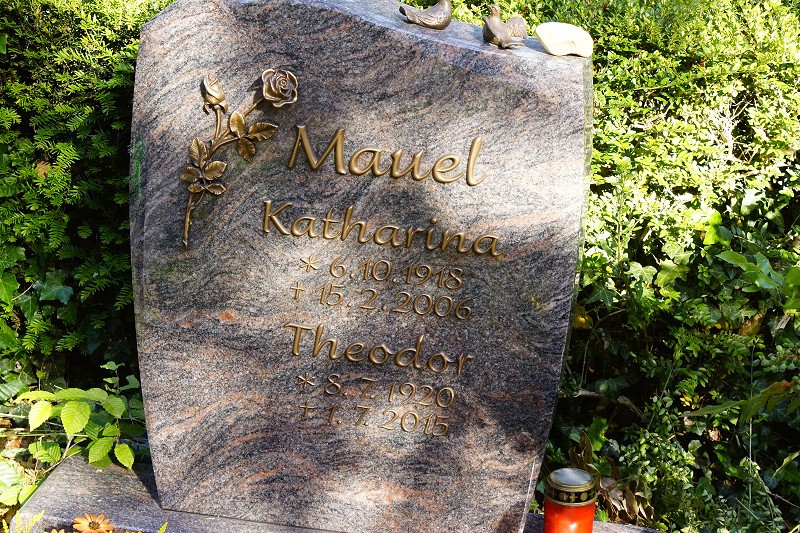 Mauel
Katharina
* 6.10.1918
† 15.2.2006
Theodor
* 8.7.1920
† 1.7.2015